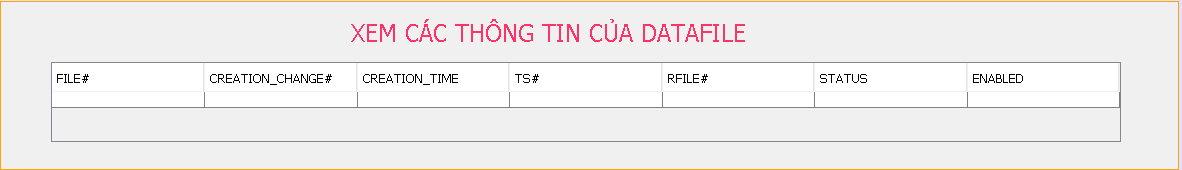 XEM CÁC THÔNG TIN CỦA DATAFILE
FILE# CREATION_CHANGE# CREATION_TIME TS# RFILE# STATUS ENABLED